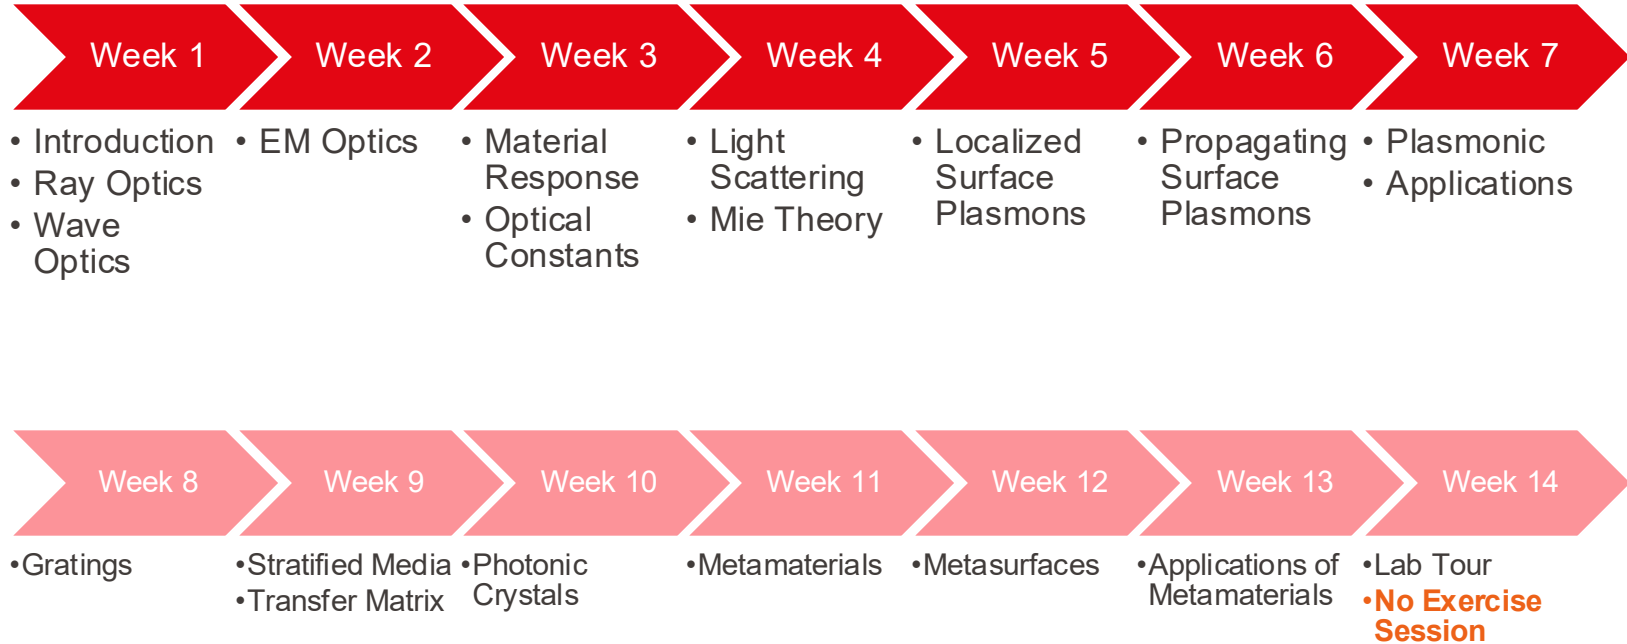 Week 1
Week 2
Week 3
Week 4
Week 5
Week 6
Week 7
• Introduction
• Ray Optics
• Wave
Optics
• EM Optics
• Material
Response
• Optical
Constants
• Light
Scattering
• Mie Theory
• Localized
Surface
Plasmons
• Propagating
Surface
Plasmons
• Plasmonic
• Applications
Week 8
Week 9
Week 10
Week 11
Week 12
Week 13
Week 14
•Gratings
•Stratified Media
•Transfer Matrix
•Photonic
Crystals
•Metamaterials
•Metasurfaces
•Applications of
Metamaterials
•Lab Tour
•No Exercise
Session